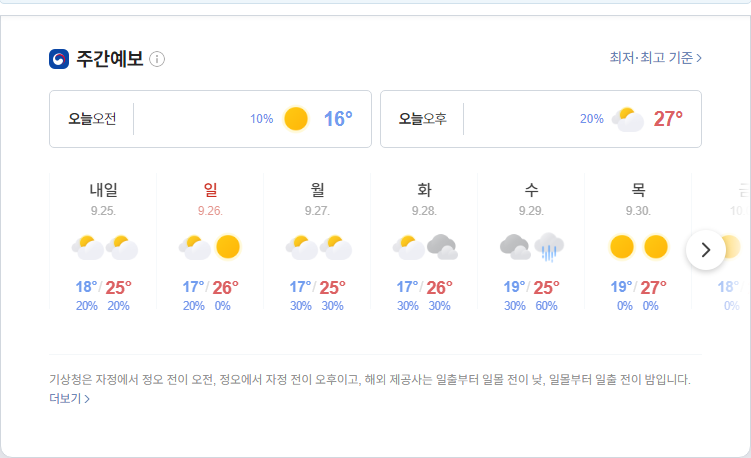 주간예보
최저·최고 기준
오늘오전 10% 16°
오늘오후 20% 27°
내일 일 월 화 수 목
9.25. 9.26. 9.27. 9.28. 9.29. 9.30. 10.
18°/25° 17°/26° 17°/25° 17°/26° 19°/25° 19°/27° 18°
20% 20% 20% 0% 30% 30% 30% 30% 30% 60% 0% 0% 0%
기상청은 자정에서 정오 전이 오전, 정오에서 자정 전이 오후이고, 해외 제공사는 일출부터 일몰 전이 낮, 일몰부터 일출 전이 밤입니다.
더보기